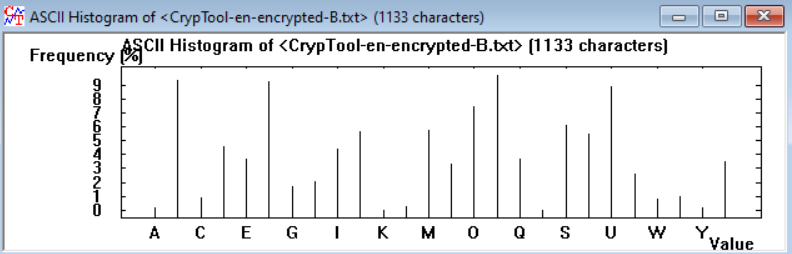 ASCII Histogram of <CrypTool-en-encrypted-B.txt> (1133 characters)
ASCII Histogram of <CrypTool-en-encrypted-B.txt> (1133 characters)
Frequency (%)
9
8
7
6
5
4
3
2
1
0
A C E G I K M O Q S U W Y
Value